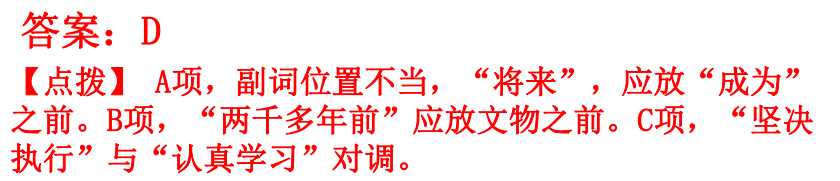 答案：D
【点拨】 A项，副词位置不当，“将来”，应放“成为”
之前。B项，“两千多年前”应放文物之前。C项，“坚决
执行”与“认真学习”对调。